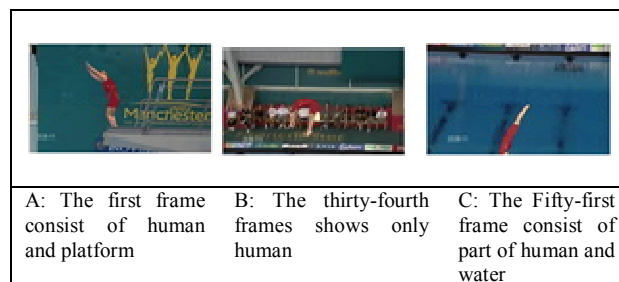 Manchester
A: The first frame
consist of human
and platform
B: The thirty-fourth
frames shows only
human
C: The Fifty-first
frame consist of
part of human and
water